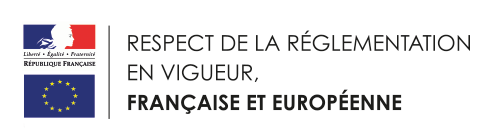 Liberté • Égalité • Fraternité
RÉPUBLIQUE FRANÇAISE
RESPECT DE LA RÉGLEMENTATION
EN VIGUEUR,
FRANÇAISE ET EUROPÉENNE